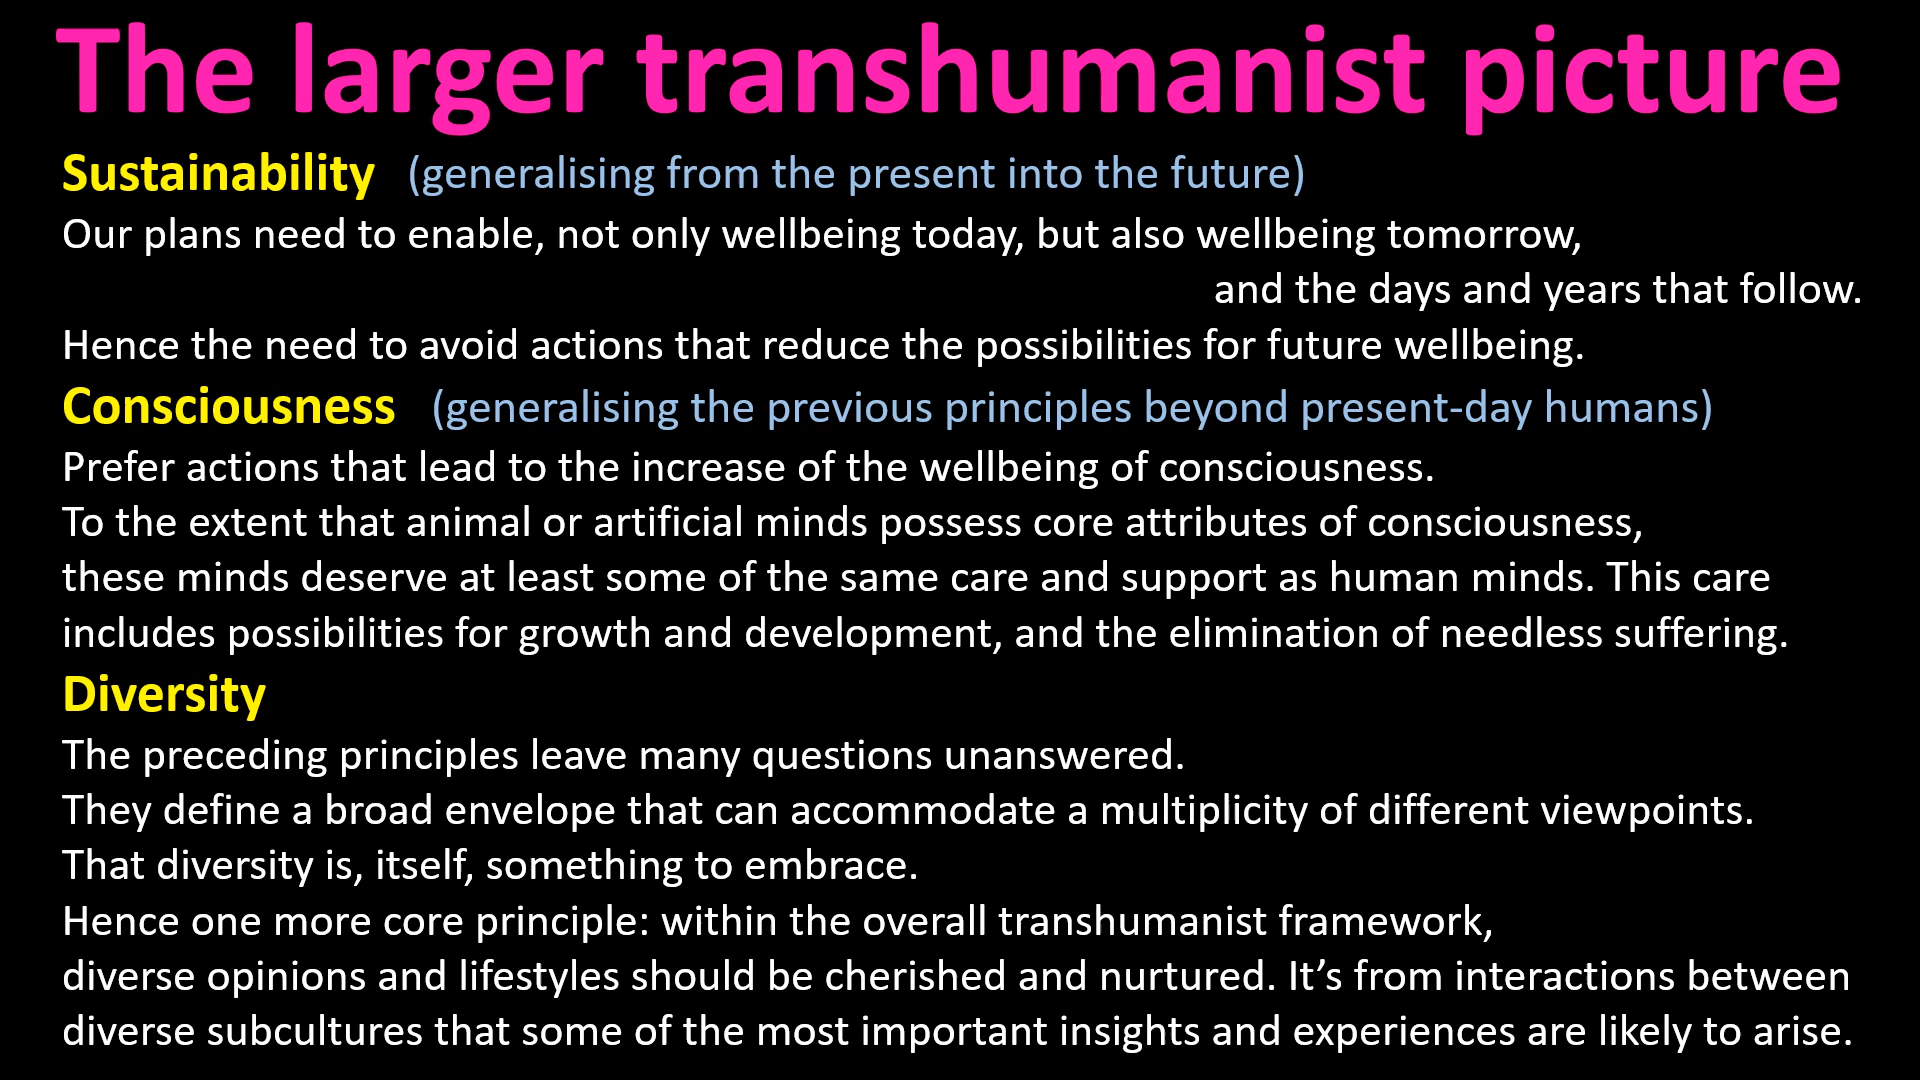 The larger transhumanist picture
Sustainability (generalising from the present into the future)
Our plans need to enable, not only wellbeing today, but also wellbeing tomorrow,
and the days and years that follow.
Hence the need to avoid actions that reduce the possibilities for future wellbeing.
Consciousness (generalising the previous principles beyond present-day humans)
Prefer actions that lead to the increase of the wellbeing of consciousness.
To the extent that animal or artificial minds possess core attributes of consciousness,
these minds deserve at least some of the same care and support as human minds. This care
includes possibilities for growth and development, and the elimination of needless suffering.
Diversity
The preceding principles leave many questions unanswered.
They define a broad envelope that can accommodate a multiplicity of different viewpoints.
That diversity is, itself, something to embrace.
Hence one more core principle: within the overall transhumanist framework,
diverse opinions and lifestyles should be cherished and nurtured. It’s from interactions between
diverse subcultures that some of the most important insights and experiences are likely to arise.